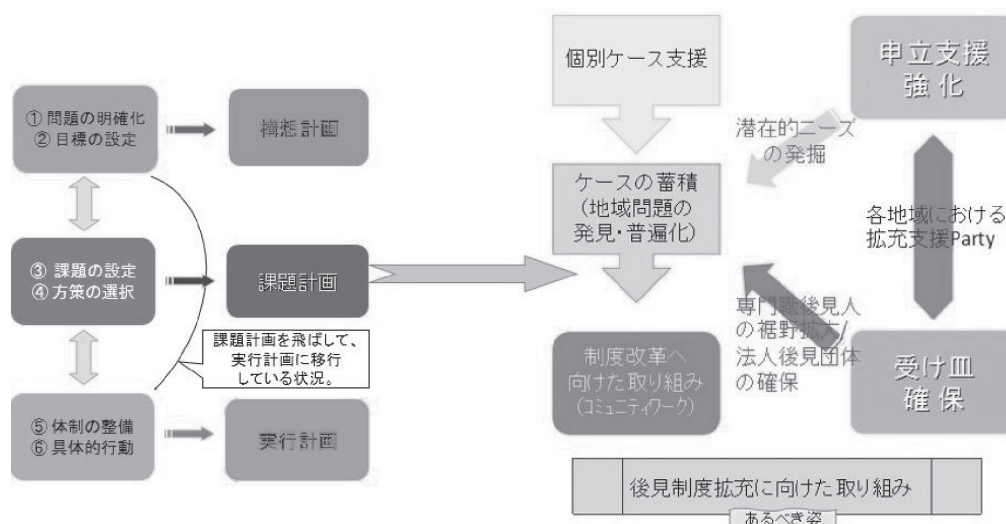 ① 問題の明確化
② 目標の設定
構想計画
③ 課題の設定
④ 方策の選択
課題計画
課題計画を飛ばして、
実行計画に移行
している状況。
⑤ 体制の整備
⑥ 具体的行動
実行計画
個別ケース支援
ケースの蓄積
(地域問題の
発見・普遍化)
制度改革へ
向けた取り組み
(コミュニティワーク)
申立支援
強化
潜在的ニーズ
の発掘
各地域における
拡充支援Party
専門職後見人
の裾野拡大/
法人後見団体
の確保
受け皿
確保
後見制度拡充に向けた取り組み
あるべき姿